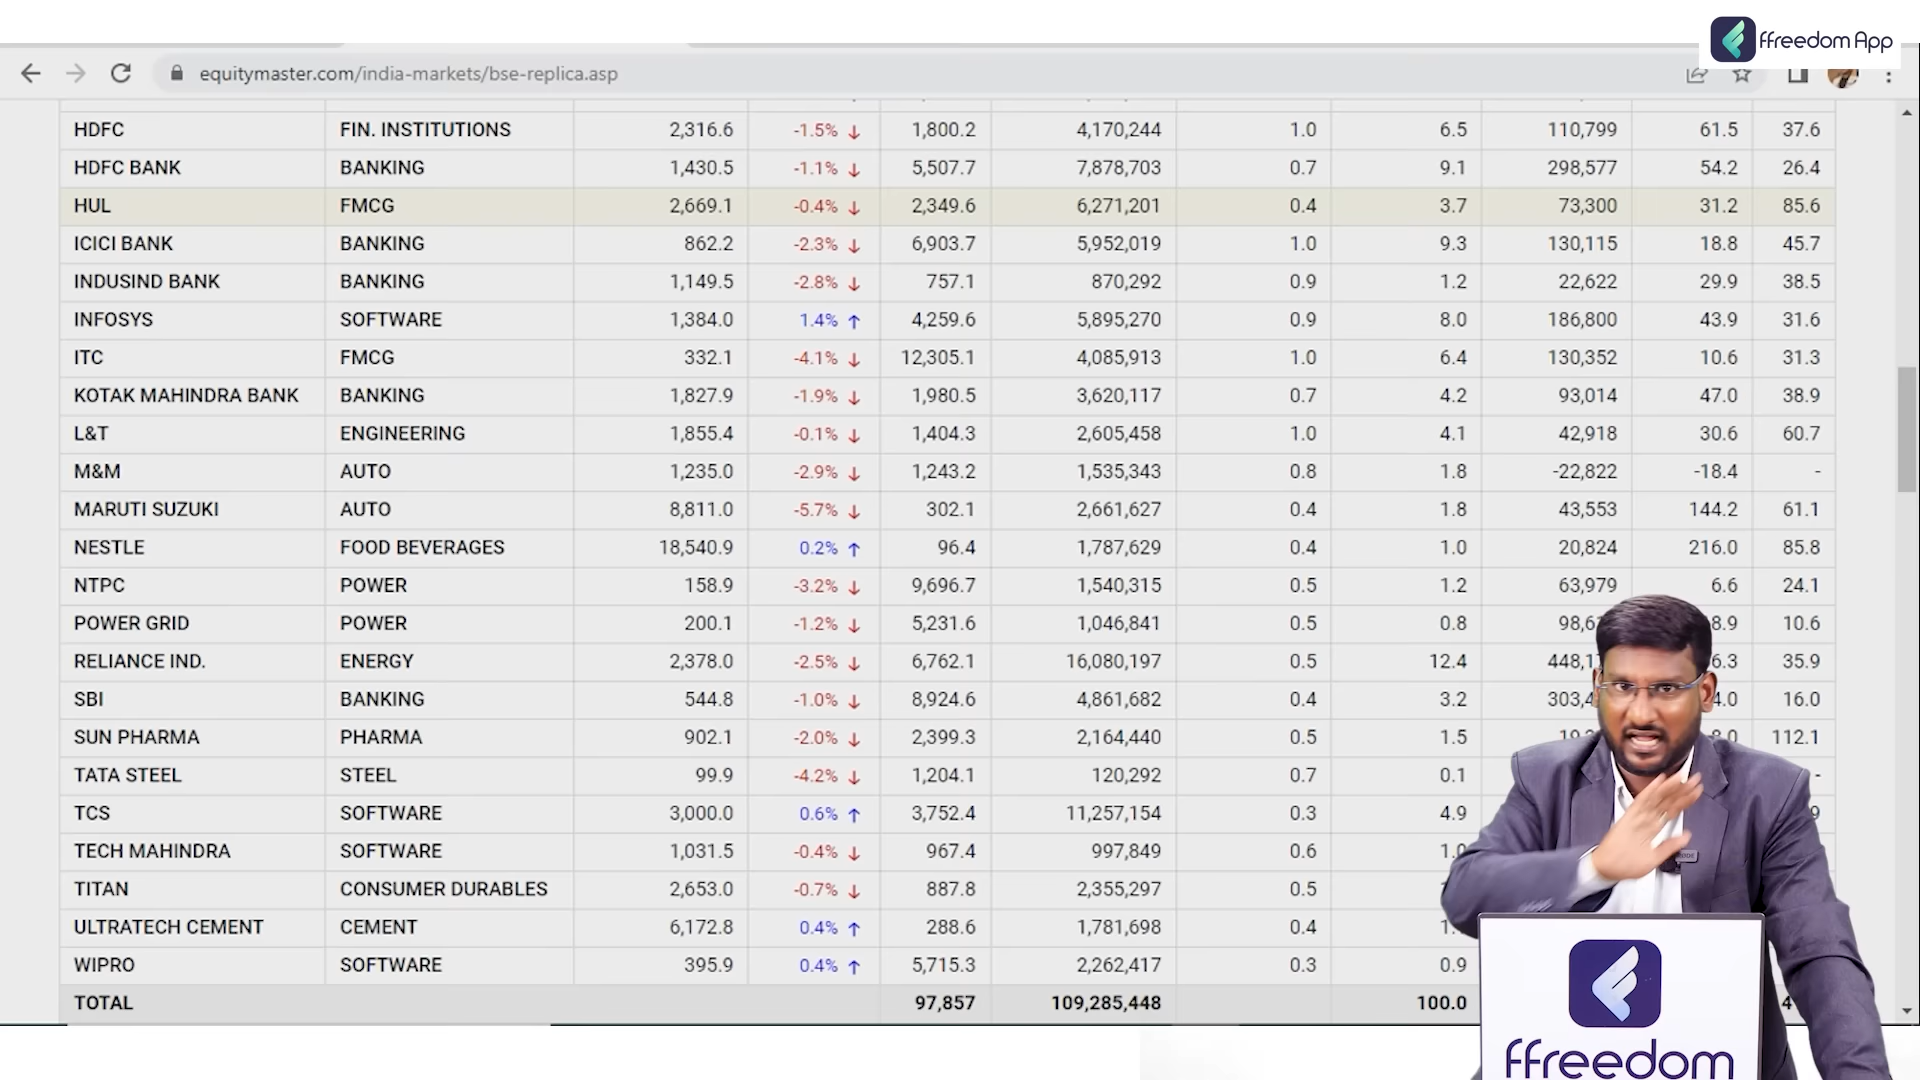 ffreedom App
equitymaster.com/india-markets/bse-replica.asp
HDFC FIN. INSTITUTIONS 2,316.6 -1.5% ↓ 1,800.2 4,170,244 1.0 6.5 110,799 61.5 37.6
HDFC BANK BANKING 1,430.5 -1.1% ↓ 5,507.7 7,878,703 0.7 9.1 298,577 54.2 26.4
HUL FMCG 2,669.1 -0.4% ↓ 2,349.6 6,271,201 0.4 3.7 73,300 31.2 85.6
ICICI BANK BANKING 862.2 -2.3% ↓ 6,903.7 5,952,019 1.0 9.3 130,115 18.8 45.7
INDUSIND BANK BANKING 1,149.5 -2.8% ↓ 757.1 870,292 0.9 1.2 22,622 29.9 38.5
INFOSYS SOFTWARE 1,384.0 1.4% ↑ 4,259.6 5,895,270 0.9 8.0 186,800 43.9 31.6
ITC FMCG 332.1 -4.1% ↓ 12,305.1 4,085,913 1.0 6.4 130,352 10.6 31.3
KOTAK MAHINDRA BANK BANKING 1,827.9 -1.9% ↓ 1,980.5 3,620,117 0.7 4.2 93,014 47.0 38.9
L&T ENGINEERING 1,855.4 -0.1% ↓ 1,404.3 2,605,458 1.0 4.1 42,918 30.6 60.7
M&M AUTO 1,235.0 -2.9% ↓ 1,243.2 1,535,343 0.8 1.8 -22,822 -18.4 -
MARUTI SUZUKI AUTO 8,811.0 -5.7% ↓ 302.1 2,661,627 0.4 1.8 43,553 144.2 61.1
NESTLE FOOD BEVERAGES 18,540.9 0.2% ↑ 96.4 1,787,629 0.4 1.0 20,824 216.0 85.8
NTPC POWER 158.9 -3.2% ↓ 9,696.7 1,540,315 0.5 1.2 63,979 6.6 24.1
POWER GRID POWER 200.1 -1.2% ↓ 5,231.6 1,046,841 0.5 0.8 10.6
RELIANCE IND. ENERGY 2,378.0 -2.5% ↓ 6,762.1 16,080,197 0.5 12.4 35.9
SBI BANKING 544.8 -1.0% ↓ 8,924.6 4,861,682 0.4 3.2 16.0
SUN PHARMA PHARMA 902.1 -2.0% ↓ 2,399.3 2,164,440 0.5 1.5 112.1
TATA STEEL STEEL 99.9 -4.2% ↓ 1,204.1 120,292 0.7 0.1 -
TCS SOFTWARE 3,000.0 0.6% ↑ 3,752.4 11,257,154 0.3 4.9
TECH MAHINDRA SOFTWARE 1,031.5 -0.4% ↓ 967.4 997,849 0.6
TITAN CONSUMER DURABLES 2,653.0 -0.7% ↓ 887.8 2,355,297 0.5
ULTRATECH CEMENT CEMENT 6,172.8 0.4% ↑ 288.6 1,781,698 0.4
WIPRO SOFTWARE 395.9 0.4% ↑ 5,715.3 2,262,417 0.3 0.9
TOTAL 97,857 109,285,448 100.0
ffreedom